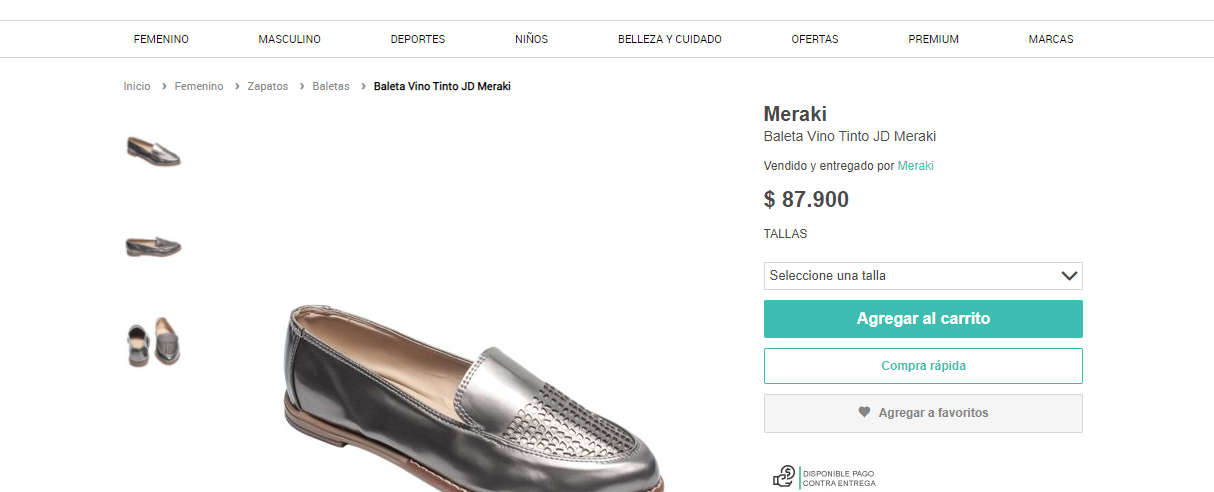 FEMENINO MASCULINO DEPORTES NIÑOS BELLEZA Y CUIDADO OFERTAS PREMIUM MARCAS
Inicio › Femenino › Zapatos › Baletas › Baleta Vino Tinto JD Meraki
Meraki
Baleta Vino Tinto JD Meraki
Vendido y entregado por Meraki
$ 87.900
TALLAS
Seleccione una talla
Agregar al carrito
Compra rápida
Agregar a favoritos
DISPONIBLE PAGO
CONTRA ENTREGA